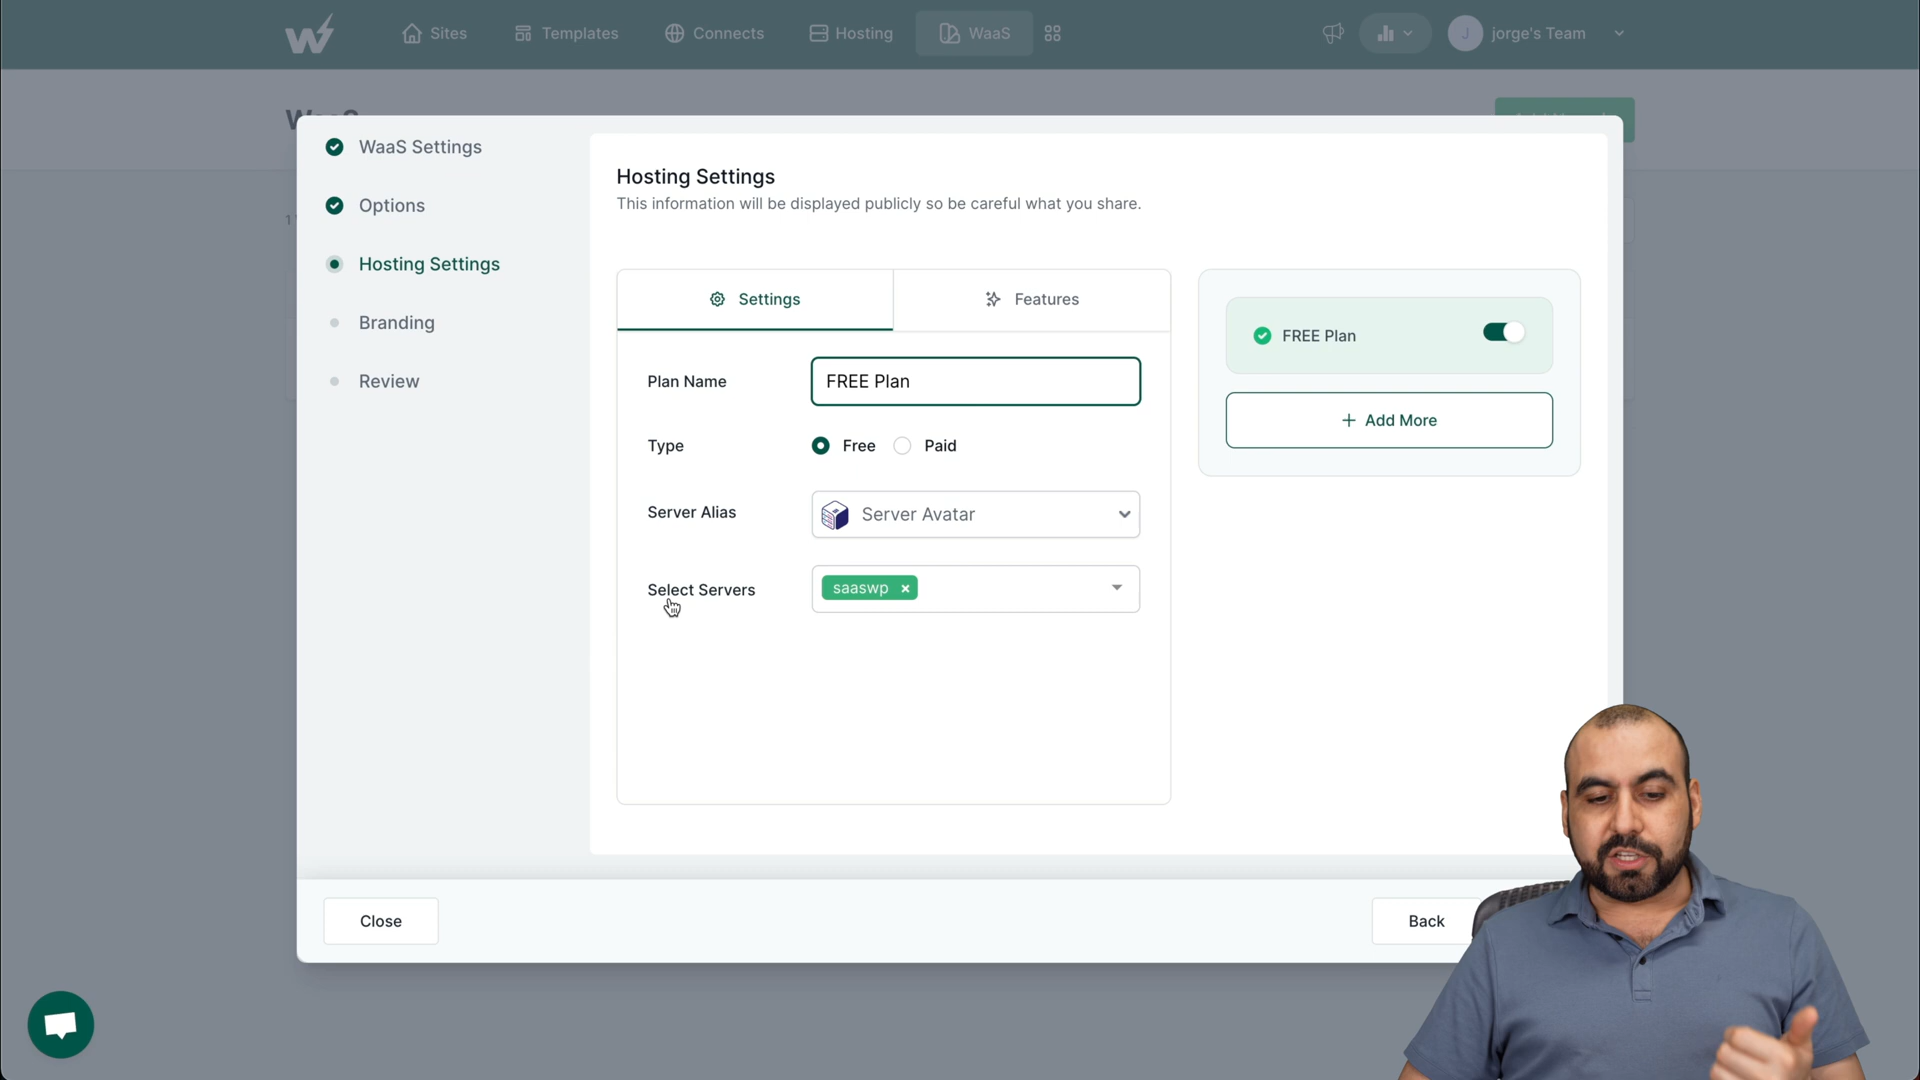 Sites
Templates
Connects
Hosting
WaaS
J
jorge's Team
WaaS Settings
Options
Hosting Settings
Branding
Review
Hosting Settings
This information will be displayed publicly so be careful what you share.
Settings
Features
Plan Name
FREE Plan
Type
Free
Paid
Server Alias
Server Avatar
Select Servers
saaswp ×
FREE Plan
+ Add More
Close
Back